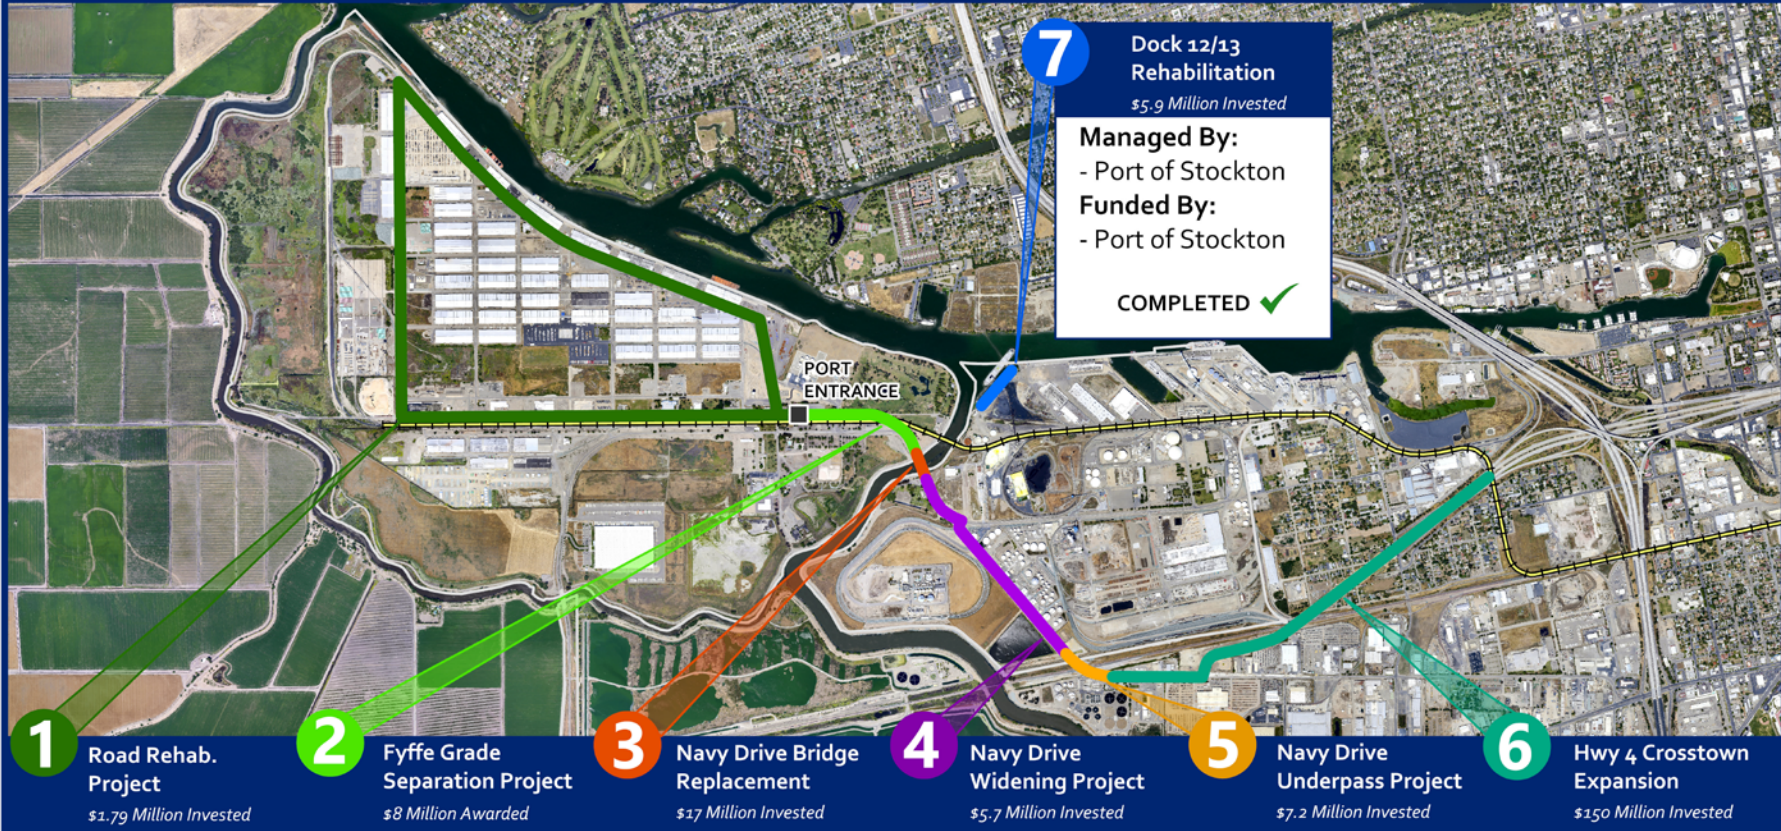 7
Dock 12/13
Rehabilitation
$5.9 Million Invested
Managed By:
- Port of Stockton
Funded By:
- Port of Stockton
COMPLETED ✓
PORT
ENTRANCE
1
Road Rehab.
Project
$1.79 Million Invested
2
Fyffe Grade
Separation Project
$8 Million Awarded
3
Navy Drive Bridge
Replacement
$17 Million Invested
4
Navy Drive
Widening Project
$5.7 Million Invested
5
Navy Drive
Underpass Project
$7.2 Million Invested
6
Hwy 4 Crosstown
Expansion
$150 Million Invested